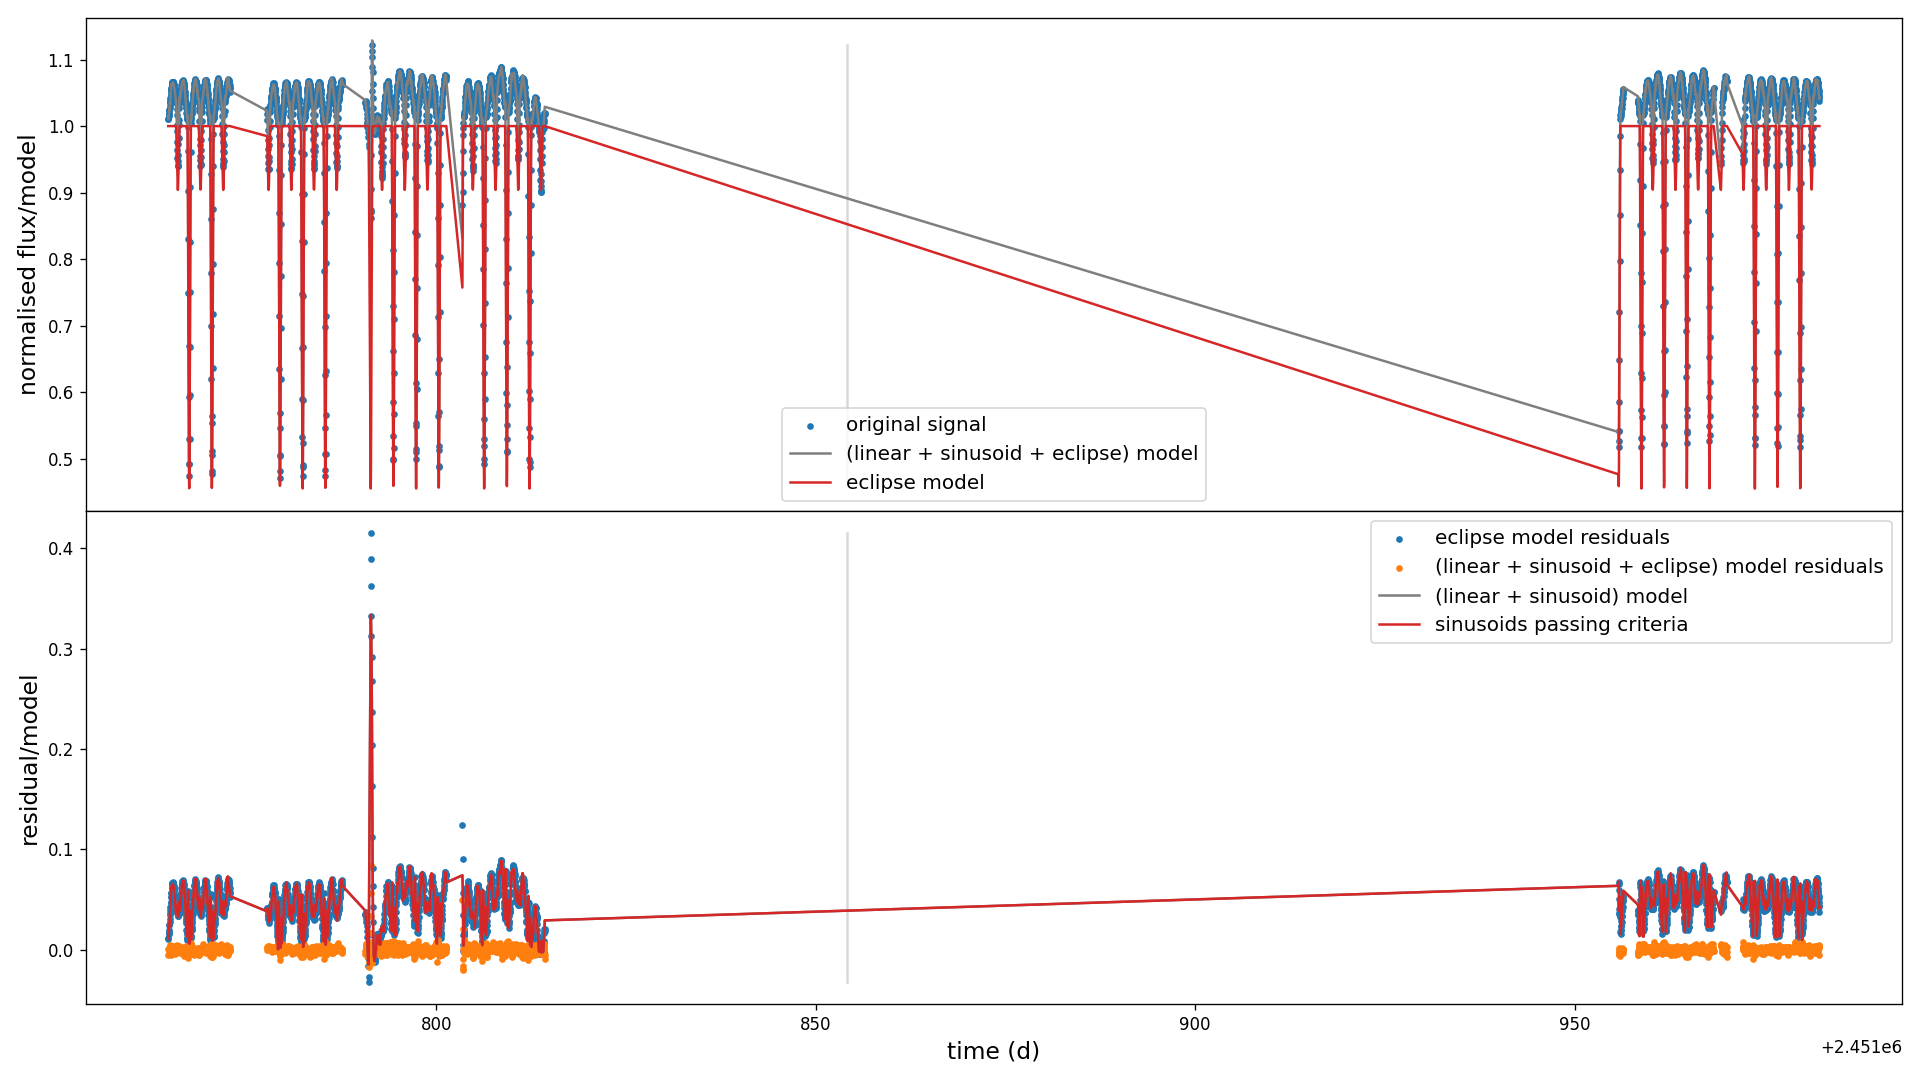 1.1
1.0
0.9
0.8
0.7
0.6
0.5
normalised flux/model
original signal
(linear + sinusoid + eclipse) model
eclipse model
0.4
0.3
0.2
0.1
0.0
residual/model
eclipse model residuals
(linear + sinusoid + eclipse) model residuals
(linear + sinusoid) model
sinusoids passing criteria
800
850
900
950
time (d)
+2.451e6